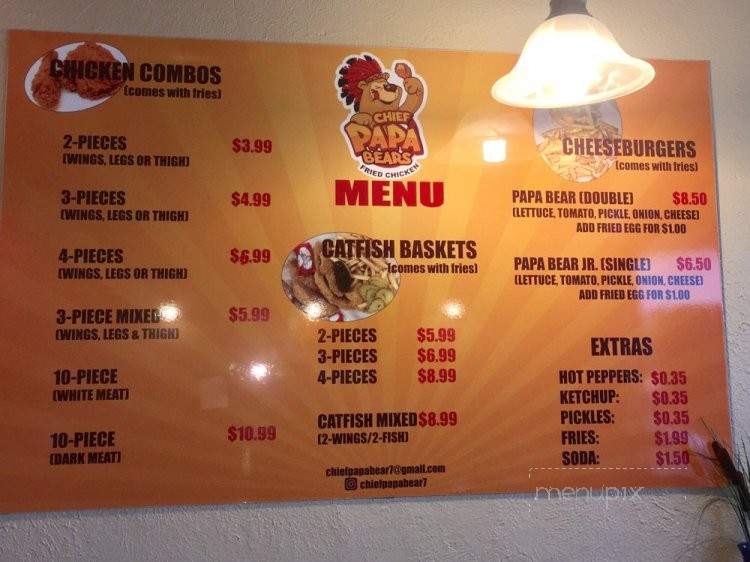 CHICKEN COMBOS
(comes with fries)
2-PIECES $3.99
(WINGS, LEGS OR THIGH)
3-PIECES $4.99
(WINGS, LEGS OR THIGH)
4-PIECES $6.99
(WINGS, LEGS OR THIGH)
3-PIECE MIXED $5.99
(WINGS, LEGS & THIGH)
10-PIECE
(WHITE MEAT)
10-PIECE $10.99
(DARK MEAT)
CHIEF
PAPA
BEARS
FRIED CHICKEN
MENU
CATFISH BASKETS
(comes with fries)
2-PIECES $5.99
3-PIECES $6.99
4-PIECES $8.99
CATFISH MIXED $8.99
(2-WINGS/2-FISH)
chiefpapabear7@gmail.com
chiefpapabear7
CHEESEBURGERS
(comes with fries)
PAPA BEAR (DOUBLE) $8.50
(LETTUCE, TOMATO, PICKLE, ONION, CHEESE)
ADD FRIED EGG FOR $1.00
PAPA BEAR JR. (SINGLE) $6.50
(LETTUCE, TOMATO, PICKLE, ONION, CHEESE)
ADD FRIED EGG FOR $1.00
EXTRAS
HOT PEPPERS: $0.35
KETCHUP: $0.35
PICKLES: $0.35
FRIES: $1.99
SODA: $1.50
menupix